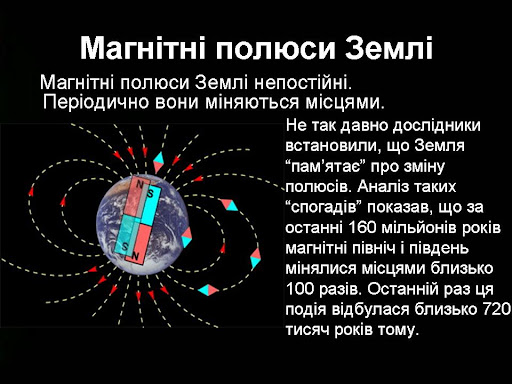 Магнітні полюси Землі
Магнітні полюси Землі непостійні.
Періодично вони міняються місцями.
Не так давно дослідники
встановили, що Земля
“пам’ятає” про зміну
полюсів. Аналіз таких
“спогадів” показав, що за
останні 160 мільйонів років
магнітні північ і південь
мінялися місцями близько
100 разів. Останній раз ця
подія відбулася близько 720
тисяч років тому.
N
S
S
N